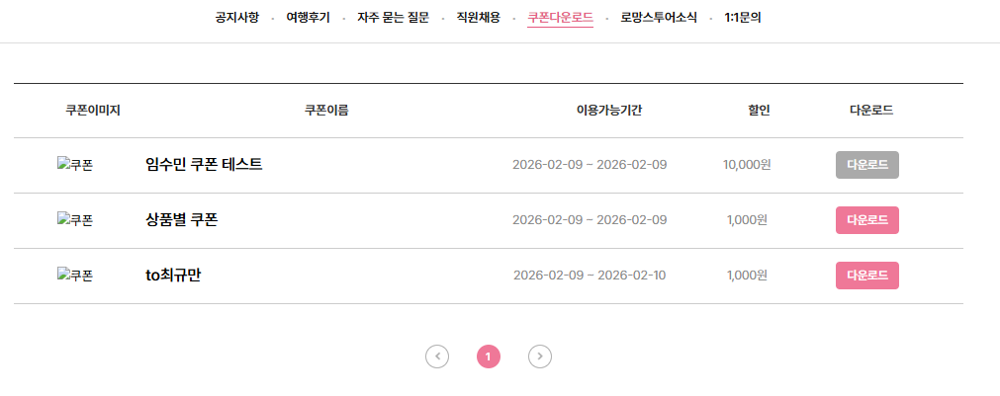 공지사항 · 여행후기 · 자주 묻는 질문 · 직원채용 · 쿠폰다운로드 · 로망스투어소식 · 1:1문의
쿠폰이미지 쿠폰이름 이용가능기간 할인 다운로드
쿠폰 임수민 쿠폰 테스트 2026-02-09 ~ 2026-02-09 10,000원 다운로드
쿠폰 상품별 쿠폰 2026-02-09 ~ 2026-02-09 1,000원 다운로드
쿠폰 to최규만 2026-02-09 ~ 2026-02-10 1,000원 다운로드
1